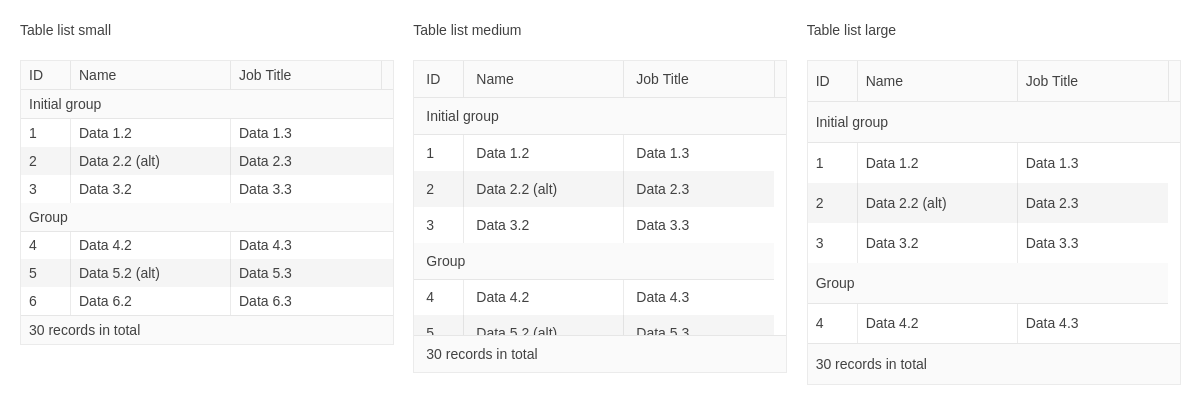 Table list small
ID Name Job Title
Initial group
1 Data 1.2 Data 1.3
2 Data 2.2 (alt) Data 2.3
3 Data 3.2 Data 3.3
Group
4 Data 4.2 Data 4.3
5 Data 5.2 (alt) Data 5.3
6 Data 6.2 Data 6.3
30 records in total
Table list medium
ID Name Job Title
Initial group
1 Data 1.2 Data 1.3
2 Data 2.2 (alt) Data 2.3
3 Data 3.2 Data 3.3
Group
4 Data 4.2 Data 4.3
5 Data 5.2 (alt) Data 5.3
30 records in total
Table list large
ID Name Job Title
Initial group
1 Data 1.2 Data 1.3
2 Data 2.2 (alt) Data 2.3
3 Data 3.2 Data 3.3
Group
4 Data 4.2 Data 4.3
30 records in total